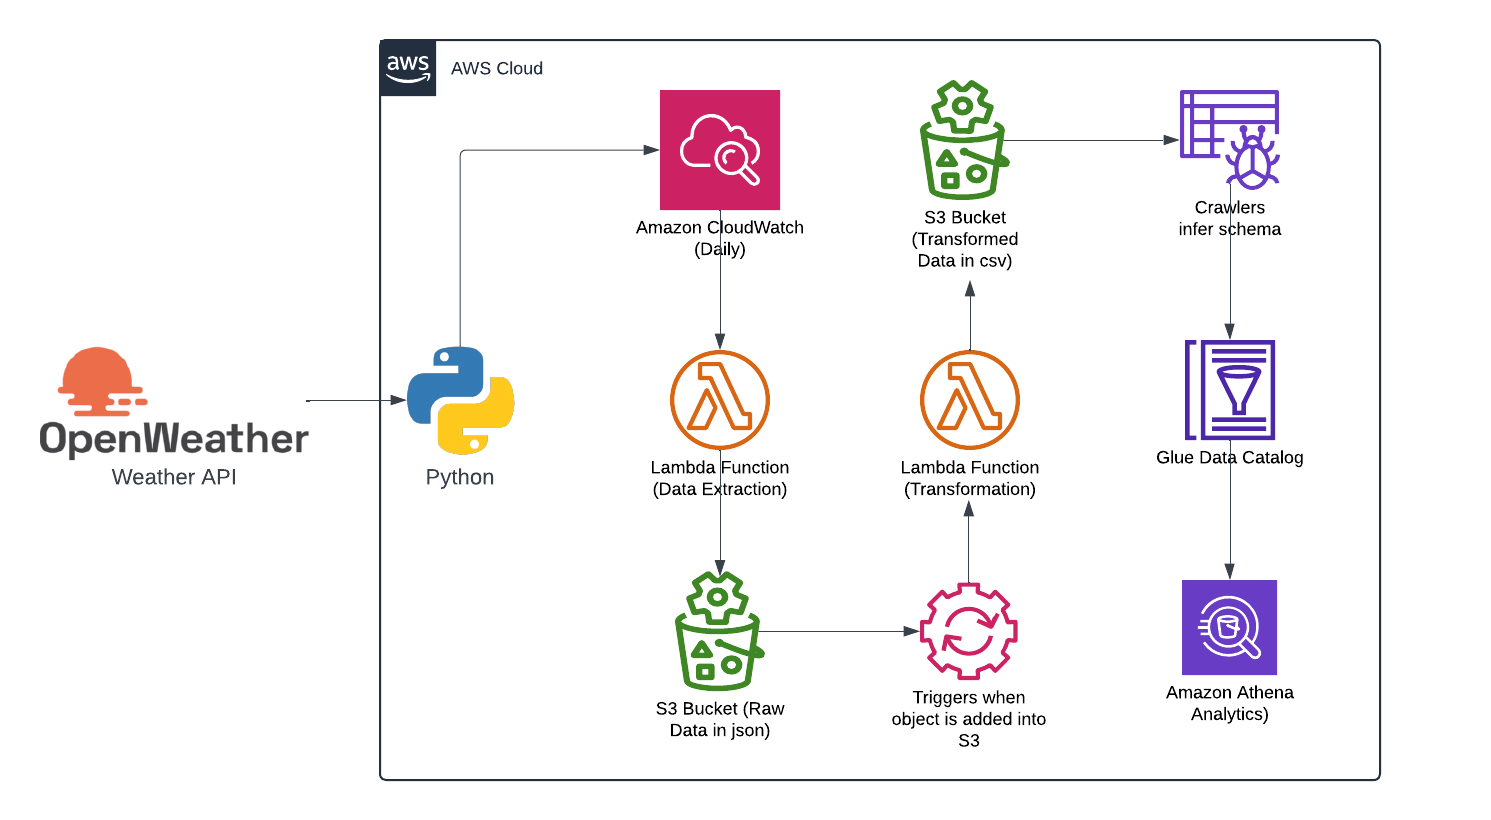 aws
AWS Cloud
Amazon CloudWatch
(Daily)
S3 Bucket
(Transformed
Data in csv)
Crawlers
infer schema
OpenWeather
Weather API
Python
Lambda Function
(Data Extraction)
Lambda Function
(Transformation)
Glue Data Catalog
S3 Bucket (Raw
Data in json)
Triggers when
object is added into
S3
Amazon Athena
Analytics)